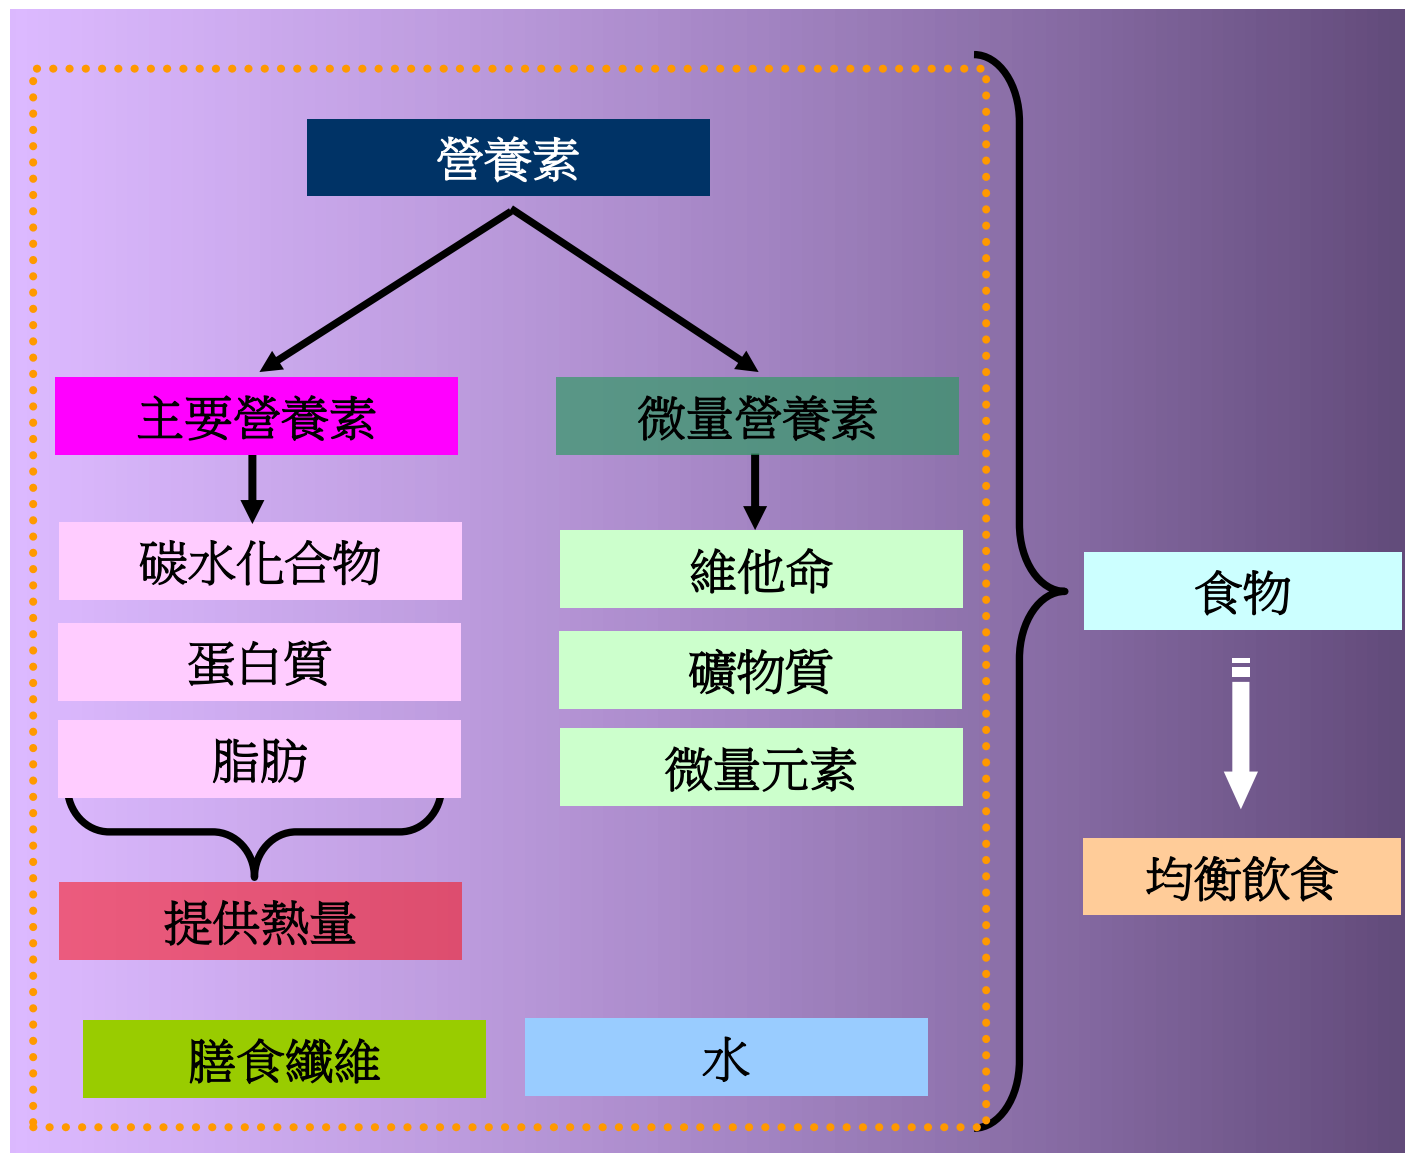 營養素
主要營養素
微量營養素
碳水化合物
蛋白質
脂肪
提供熱量
維他命
礦物質
微量元素
膳食纖維
水
食物
均衡飲食